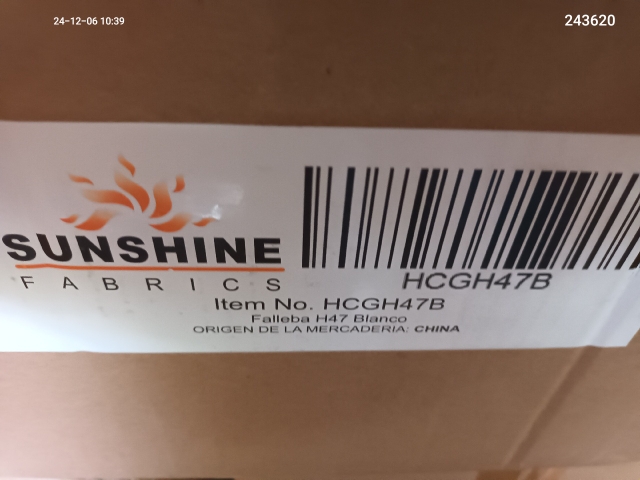 24-12-06 10:39
243620
SUNSHINE
FABRICS
HCGH47B
Item No. HCGH47B
Falleba H47 Blanco
ORIGEN DE LA MERCADERIA: CHINA